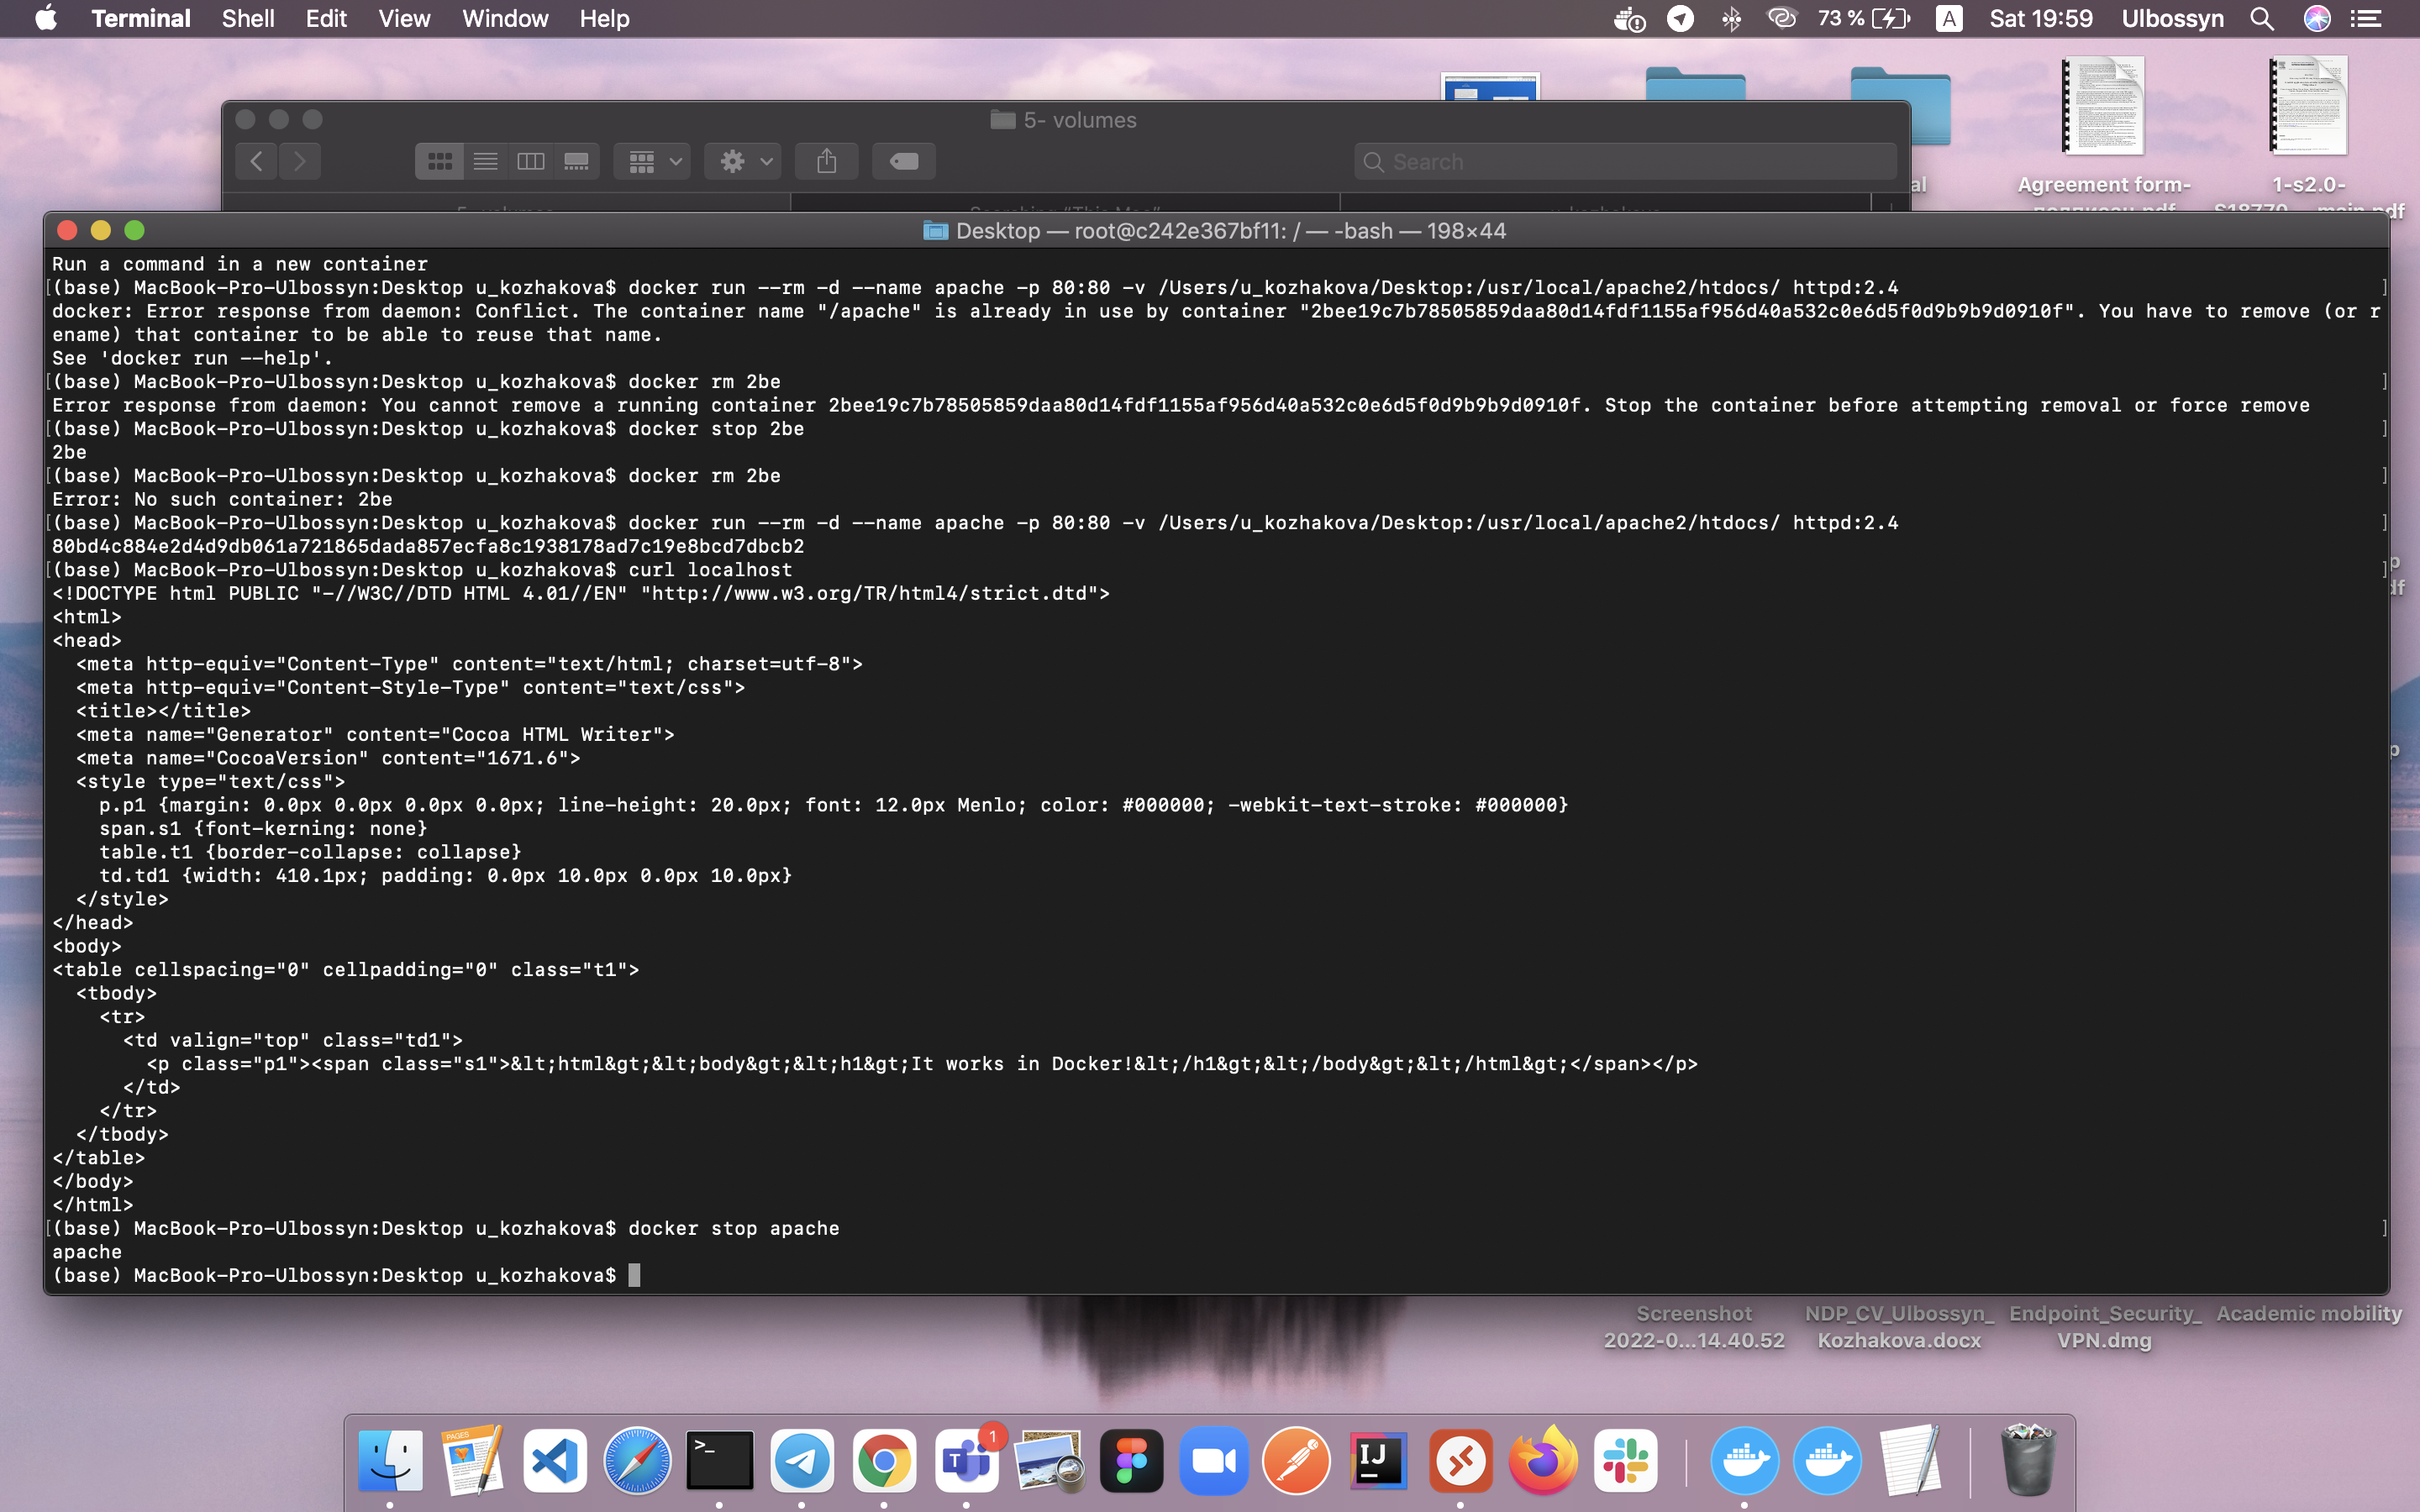 Terminal Shell Edit View Window Help 73 % A Sat 19:59 Ulbossyn
5- volumes
Search
al
Agreement form-
1-s2.0-
Desktop — root@c242e367bf11: / — -bash — 198×44
Run a command in a new container
[(base) MacBook-Pro-Ulbossyn:Desktop u_kozhakova$ docker run --rm -d --name apache -p 80:80 -v /Users/u_kozhakova/Desktop:/usr/local/apache2/htdocs/ httpd:2.4 ]
docker: Error response from daemon: Conflict. The container name "/apache" is already in use by container "2bee19c7b78505859daa80d14fdf1155af956d40a532c0e6d5f0d9b9b9d0910f". You have to remove (or r
ename) that container to be able to reuse that name.
See 'docker run --help'.
[(base) MacBook-Pro-Ulbossyn:Desktop u_kozhakova$ docker rm 2be ]
Error response from daemon: You cannot remove a running container 2bee19c7b78505859daa80d14fdf1155af956d40a532c0e6d5f0d9b9b9d0910f. Stop the container before attempting removal or force remove
[(base) MacBook-Pro-Ulbossyn:Desktop u_kozhakova$ docker stop 2be ]
2be
[(base) MacBook-Pro-Ulbossyn:Desktop u_kozhakova$ docker rm 2be ]
Error: No such container: 2be
[(base) MacBook-Pro-Ulbossyn:Desktop u_kozhakova$ docker run --rm -d --name apache -p 80:80 -v /Users/u_kozhakova/Desktop:/usr/local/apache2/htdocs/ httpd:2.4 ]
80bd4c884e2d4d9db061a721865dada857ecfa8c1938178ad7c19e8bcd7dbcb2
[(base) MacBook-Pro-Ulbossyn:Desktop u_kozhakova$ curl localhost ]
<!DOCTYPE html PUBLIC "-//W3C//DTD HTML 4.01//EN" "http://www.w3.org/TR/html4/strict.dtd">
<html>
<head>
  <meta http-equiv="Content-Type" content="text/html; charset=utf-8">
  <meta http-equiv="Content-Style-Type" content="text/css">
  <title></title>
  <meta name="Generator" content="Cocoa HTML Writer">
  <meta name="CocoaVersion" content="1671.6">
  <style type="text/css">
    p.p1 {margin: 0.0px 0.0px 0.0px 0.0px; line-height: 20.0px; font: 12.0px Menlo; color: #000000; -webkit-text-stroke: #000000}
    span.s1 {font-kerning: none}
    table.t1 {border-collapse: collapse}
    td.td1 {width: 410.1px; padding: 0.0px 10.0px 0.0px 10.0px}
  </style>
</head>
<body>
<table cellspacing="0" cellpadding="0" class="t1">
  <tbody>
    <tr>
      <td valign="top" class="td1">
        <p class="p1"><span class="s1">&lt;html&gt;&lt;body&gt;&lt;h1&gt;It works in Docker!&lt;/h1&gt;&lt;/body&gt;&lt;/html&gt;</span></p>
      </td>
    </tr>
  </tbody>
</table>
</body>
</html>
[(base) MacBook-Pro-Ulbossyn:Desktop u_kozhakova$ docker stop apache ]
apache
(base) MacBook-Pro-Ulbossyn:Desktop u_kozhakova$
Screenshot
2022-0...14.40.52
NDP_CV_Ulbossyn_
Kozhakova.docx
Endpoint_Security_
VPN.dmg
Academic mobility
PAGES
>_
T
1
IJ